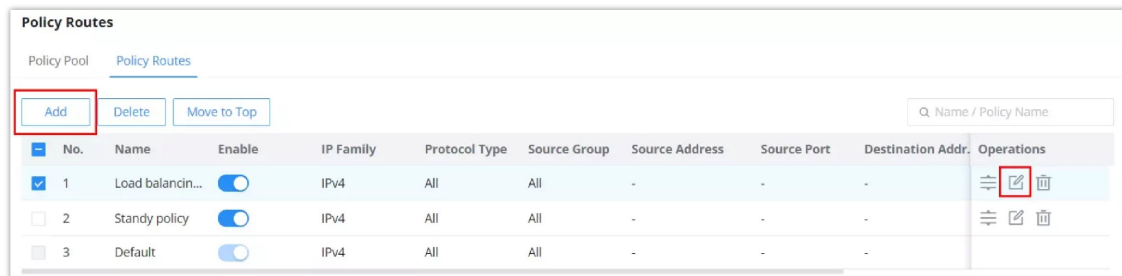 Policy Routes
Policy Pool Policy Routes
Add Delete Move to Top Name / Policy Name
No. Name Enable IP Family Protocol Type Source Group Source Address Source Port Destination Addr. Operations
1 Load balancin... IPv4 All All - - -
2 Standy policy IPv4 All All - - -
3 Default IPv4 All All - - -